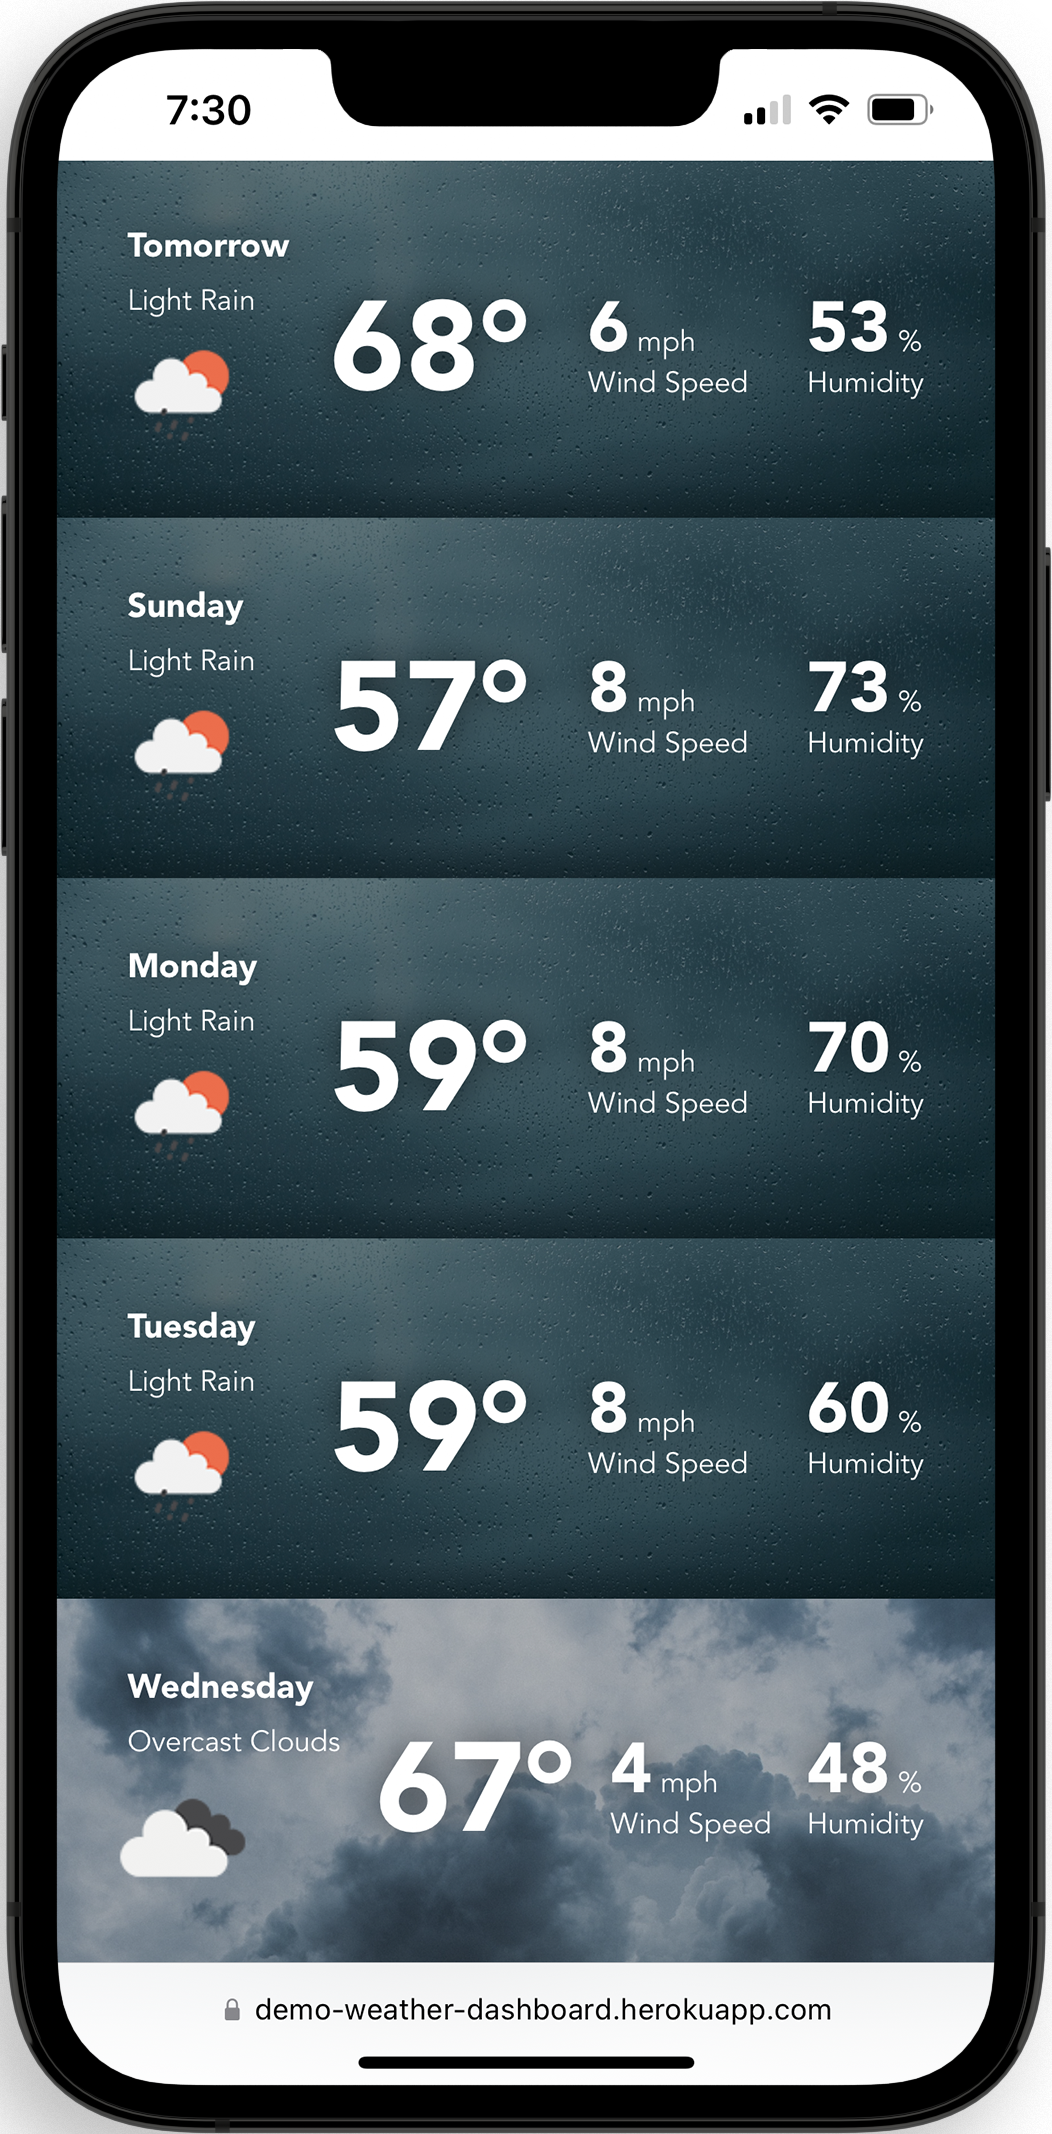 7:30
Tomorrow
Light Rain
68° 6 mph 53 %
Wind Speed Humidity
Sunday
Light Rain
57° 8 mph 73 %
Wind Speed Humidity
Monday
Light Rain
59° 8 mph 70 %
Wind Speed Humidity
Tuesday
Light Rain
59° 8 mph 60 %
Wind Speed Humidity
Wednesday
Overcast Clouds
67° 4 mph 48 %
Wind Speed Humidity
demo-weather-dashboard.herokuapp.com